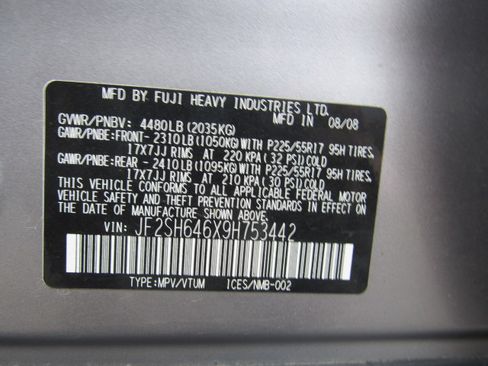 MFD. BY FUJI HEAVY INDUSTRIES LTD.
GVWR/PNBV: 4480LB(2035KG) MFD. IN 08/08
GAWR/PNBE:FRONT-2310LB(1050KG)WITH P225/55R17 95H TIRES,
17X7JJ RIMS AT 220 KPA(32 PSI)COLD
GAWR/PNBE:REAR -2410LB(1095KG)WITH P225/55R17 95H TIRES,
17X7JJ RIMS AT 210 KPA(30 PSI)COLD
THIS VEHICLE CONFORMS TO ALL APPLICABLE FEDERAL MOTOR
VEHICLE SAFETY AND THEFT PREVENTION STANDARDS IN EFFECT
ON THE DATE OF MANUFACTURE SHOWN ABOVE.
VIN: JF2SH646X9H753442
TYPE:MPV/VTUM ICES/NMB-002